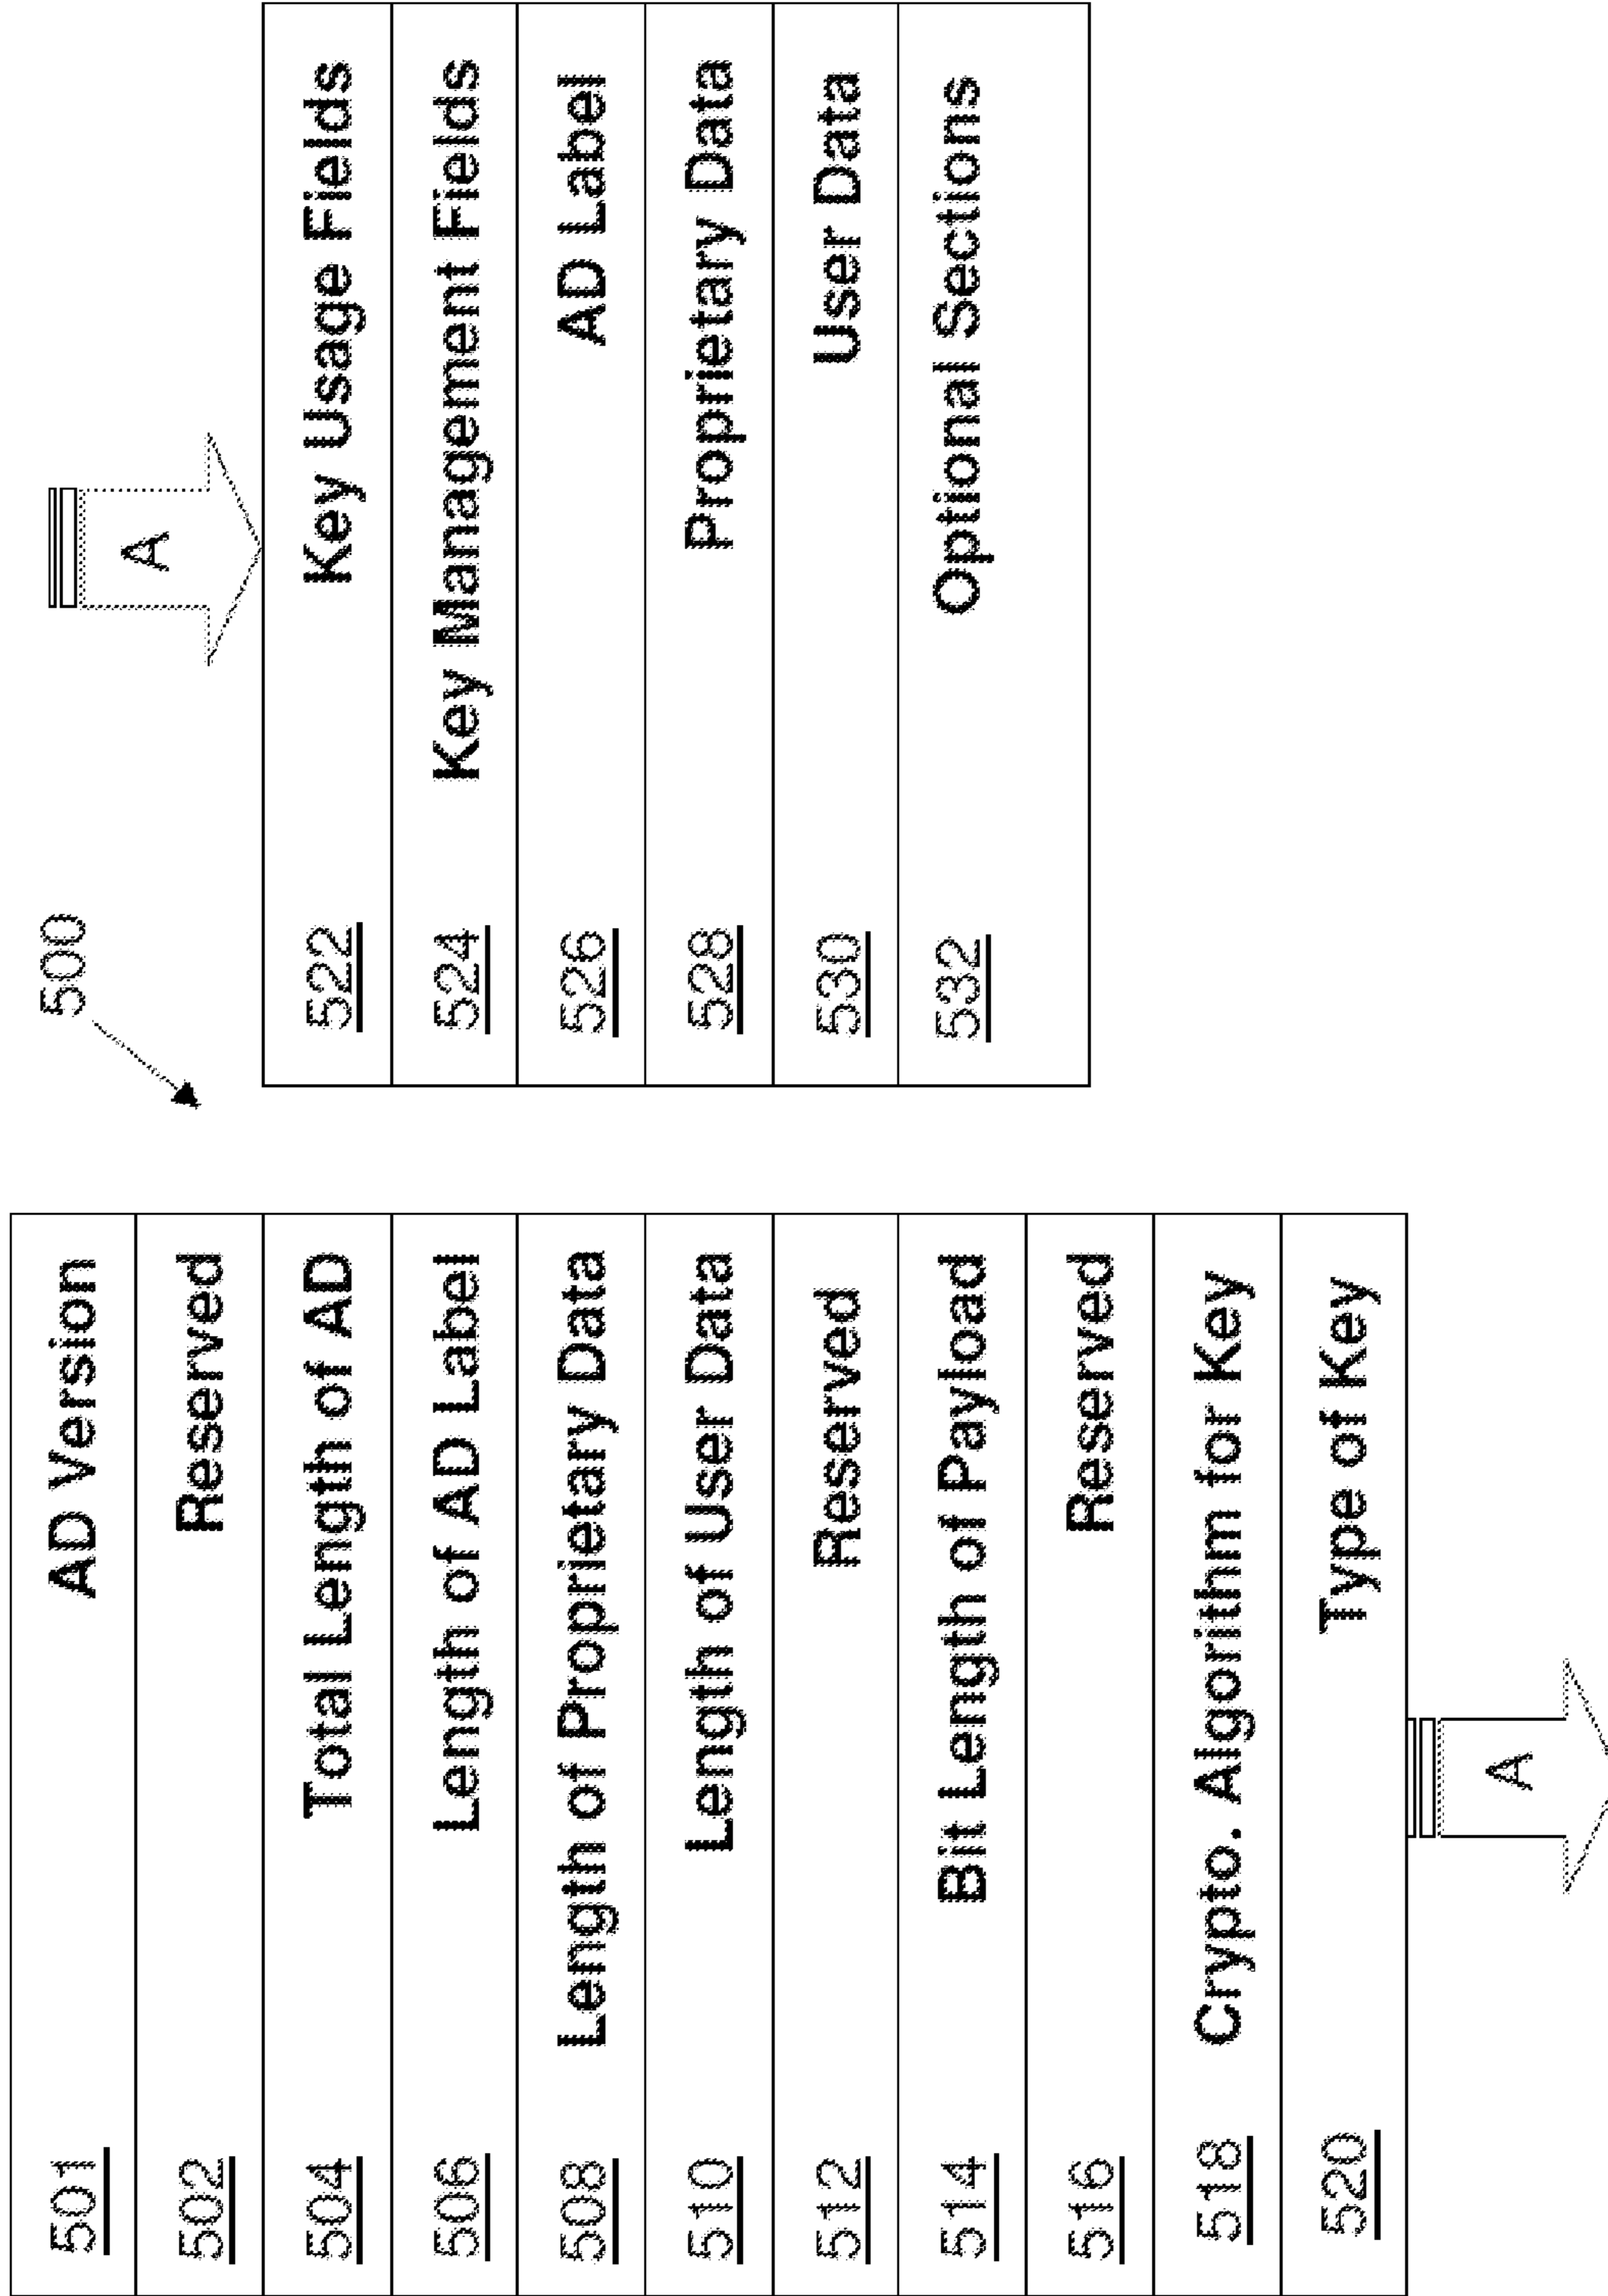 501 AD Version
502 Reserved
504 Total Length of AD
506 Length of AD Label
508 Length of Proprietary Data
510 Length of User Data
512 Reserved
514 Bit Length of Payload
516 Reserved
518 Crypto. Algorithm for Key
520 Type of Key
A
500
A
522 Key Usage Fields
524 Key Management Fields
526 AD Label
528 Proprietary Data
530 User Data
532 Optional Sections